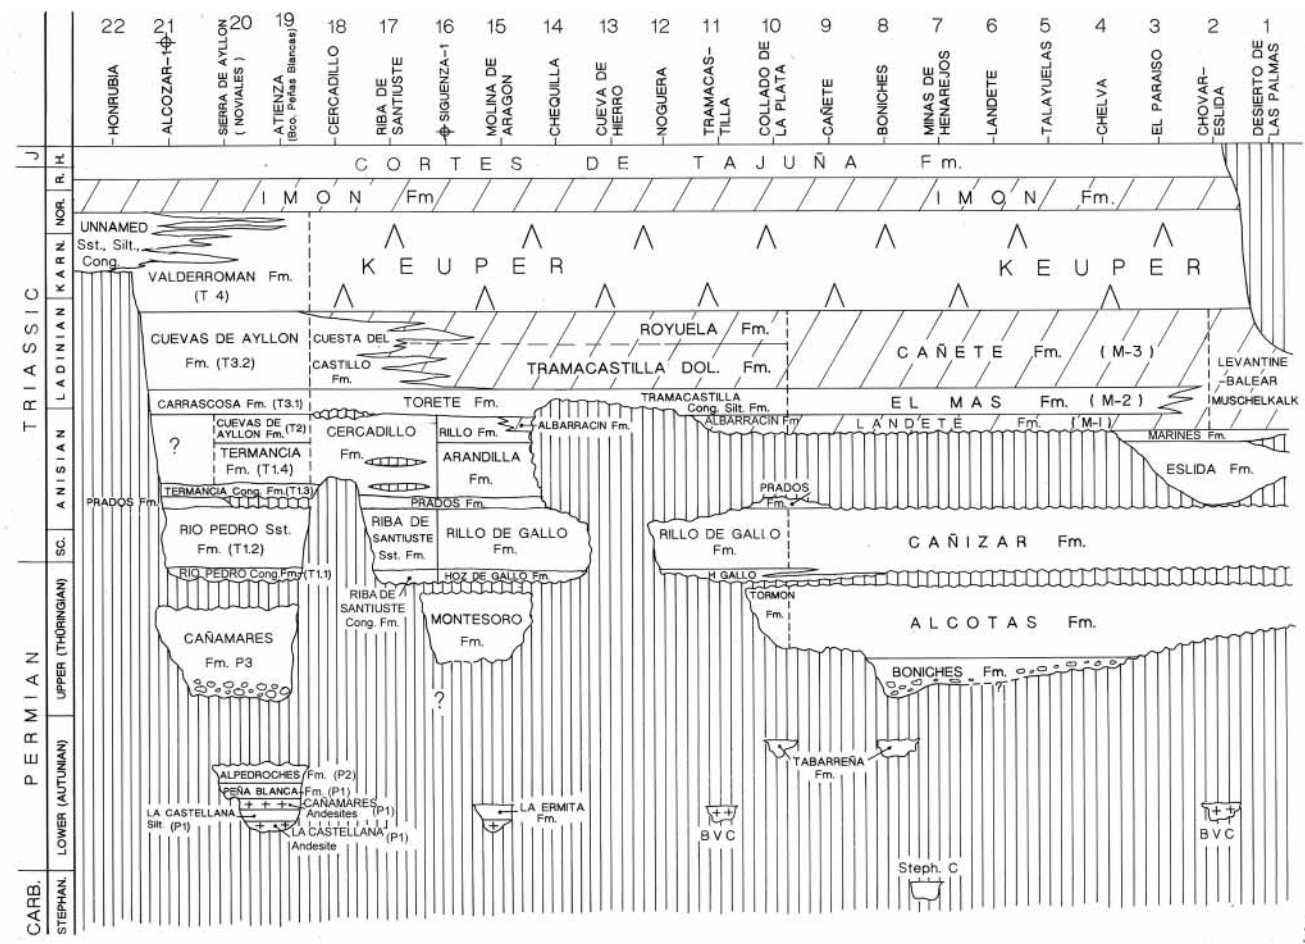 22 21 20 19 18 17 16 15 14 13 12 11 10 9 8 7 6 5 4 3 2 1
HONRUBIA
ALCOZAR-1
SIERRA DE AYLLON
( NOVIALES )
ATIENZA
(Bco. Peñas Blancas)
CERCADILLO
RIBA DE
SANTIUSTE
SIGUENZA-1
MOLINA DE
ARAGON
CHEQUILLA
CUEVA DE
HIERRO
NOGUERA
TRAMACAS-
TILLA
COLLADO DE
LA PLATA
CAÑETE
BONICHES
MINAS DE
HENAREJOS
LANDETE
TALAYUELAS
CHELVA
EL PARAISO
CHOVAR-
ESLIDA
DESIERTO DE
LAS PALMAS
J
H.
CORTES DE TAJUÑA Fm.
TRIASSIC
R.
NOR.
IMON Fm
IMON Fm.
KARN.
UNNAMED
Sst., Silt.,
Cong.
VALDERROMAN Fm.
(T 4)
KEUPER
KEUPER
LADINIAN
CUEVAS DE AYLLON
Fm. (T3.2)
CUESTA DEL
CASTILLO
Fm.
ROYUELA Fm.
TRAMACASTILLA DOL. Fm.
CAÑETE Fm. (M-3)
LEVANTINE
-BALEAR
MUSCHELKALK
CARRASCOSA Fm. (T3.1)
TORETE Fm.
TRAMACASTILLA
Cong. Silt. Fm.
EL MAS Fm. (M-2)
ANISIAN
?
CUEVAS DE
AYLLON Fm. (T2)
TERMANCIA
Fm. (T1.4)
CERCADILLO
Fm.
RILLO Fm.
ALBARRACIN Fm.
ARANDILLA
Fm.
ALBARRACIN Fm
LANDETE Fm. (M-1)
MARINES Fm.
ESLIDA Fm.
PRADOS Fm.
TERMANCIA Cong. Fm. (T1.3)
PRADOS Fm.
PRADOS
Fm.
SC.
RIO PEDRO Sst.
Fm. (T1.2)
RIBA DE
SANTIUSTE
Sst. Fm.
RILLO DE GALLO
Fm.
RILLO DE GALLO
Fm.
CAÑIZAR Fm.
PERMIAN
UPPER (THÜRINGIAN)
RIO PEDRO Cong. Fm. (T1.1)
HOZ DE GALLO Fm.
H GALLO
RIBA DE
SANTIUSTE
Cong. Fm.
TORMON
Fm.
CAÑAMARES
Fm. P3
MONTESORO
Fm.
ALCOTAS Fm.
BONICHES Fm.
?
?
LOWER (AUTUNIAN)
TABARREÑA
Fm.
ALPEDROCHES Fm. (P2)
PEÑA BLANCA Fm. (P1)
CAÑAMARES
Andesites (P1)
LA CASTELLANA
Silt. (P1)
LA CASTELLANA
Andesite (P1)
LA ERMITA
Fm.
BVC
BVC
CARB.
STEPHAN.
Steph. C